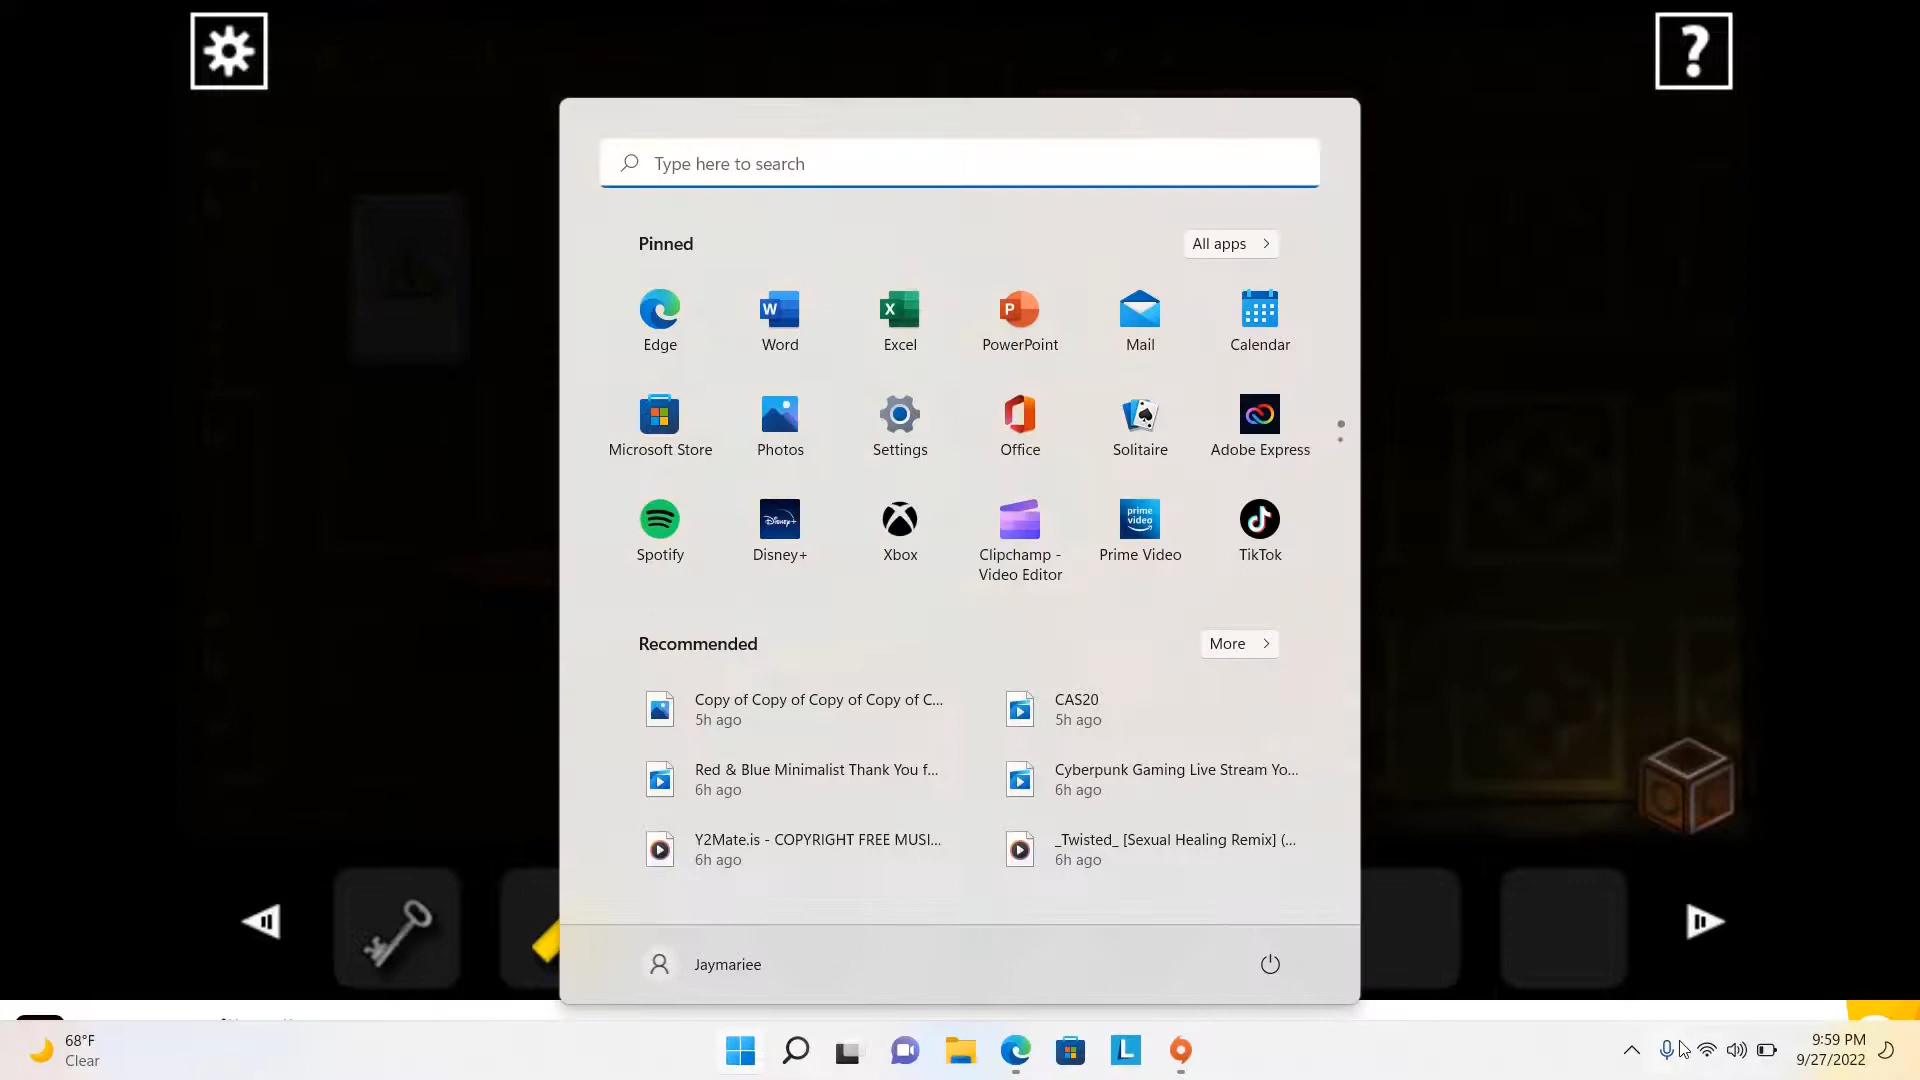 ?
Type here to search
Pinned
All apps
Edge
Word
Excel
PowerPoint
Mail
Calendar
Microsoft Store
Photos
Settings
Office
Solitaire
Adobe Express
Spotify
Disney+
Xbox
Clipchamp -
Video Editor
Prime Video
TikTok
Recommended
More
Copy of Copy of Copy of Copy of C...
5h ago
CAS20
5h ago
Red & Blue Minimalist Thank You f...
6h ago
Cyberpunk Gaming Live Stream Yo...
6h ago
Y2Mate.is - COPYRIGHT FREE MUSI...
6h ago
_Twisted_ [Sexual Healing Remix] (...
6h ago
Jaymariee
68°F
Clear
9:59 PM
9/27/2022